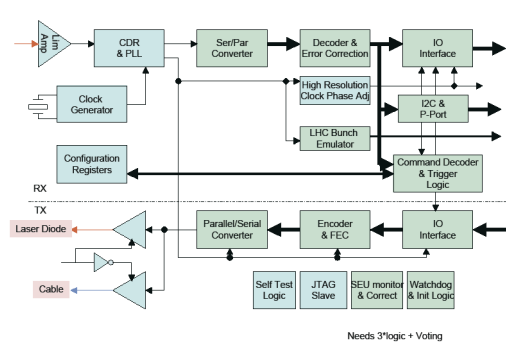 Lim
Amp
CDR
& PLL
Ser/Par
Converter
Decoder &
Error Correction
IO
Interface
Clock
Generator
High Resolution
Clock Phase Adj
I2C &
P-Port
LHC Bunch
Emulator
Configuration
Registers
Command Decoder
& Trigger
Logic
RX
TX
Laser Diode
Parallel/Serial
Converter
Encoder
& FEC
IO
Interface
Cable
Self Test
Logic
JTAG
Slave
SEU monitor
& Correct
Watchdog
& Init Logic
Needs 3*logic + Voting